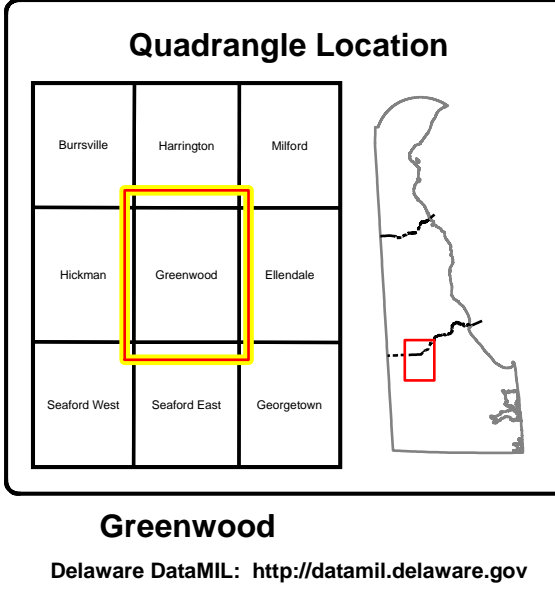 Quadrangle Location
Burrsville Harrington Milford
Hickman Greenwood Ellendale
Seaford West Seaford East Georgetown
Greenwood
Delaware DataMIL: http://datamil.delaware.gov